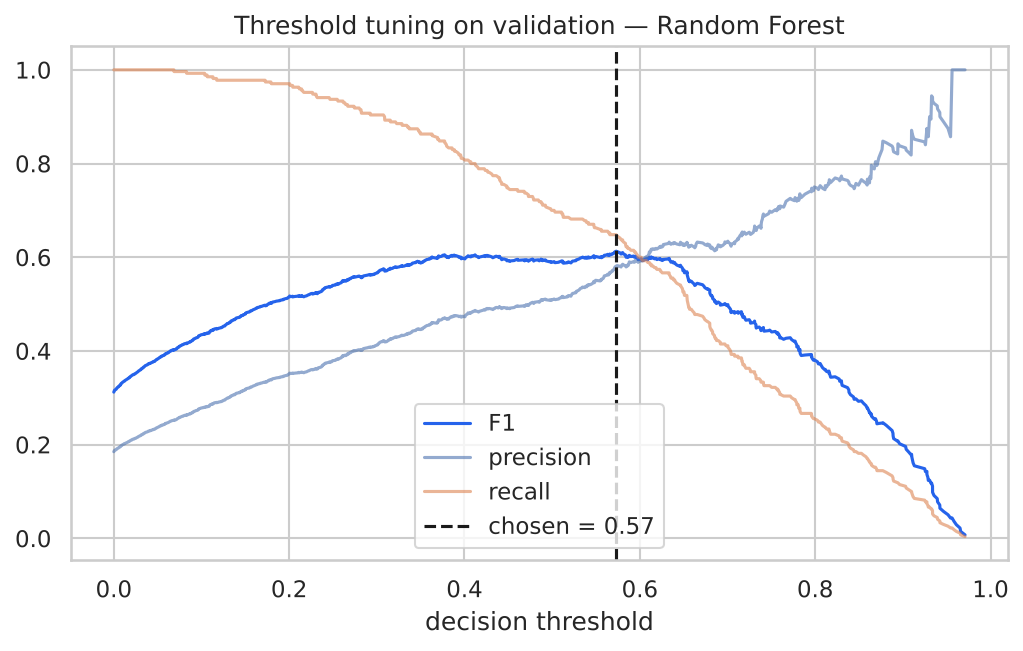 Threshold tuning on validation — Random Forest
1.0
0.8
0.6
0.4
0.2
0.0
F1
precision
recall
chosen = 0.57
0.0 0.2 0.4 0.6 0.8 1.0
decision threshold